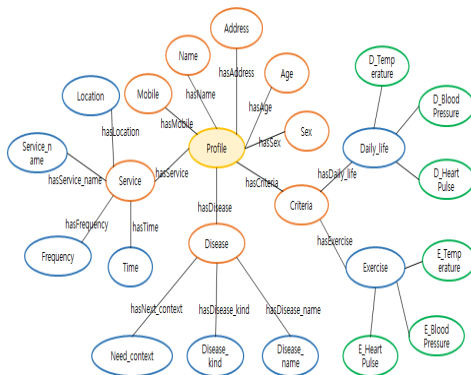 Address
Name
hasAddress
Age
D_Temp
erature
Mobile
hasName
hasAge
Location
D_Blood
Pressure
hasMobile
hasLocation
Sex
hasSex
Service_n
ame
Profile
Daily_life
hasService
hasDaily_life
D_Heart
Pulse
hasService_name
Service
hasCriteria
Criteria
hasDisease
hasFrequency
hasTime
hasExercise
Disease
Frequency
Time
Exercise
E_Temp
erature
hasNext_context
hasDisease_kind
hasDisease_name
E_Blood
Pressure
Need_context
Disease_
kind
Disease_
name
E_Heart
Pulse